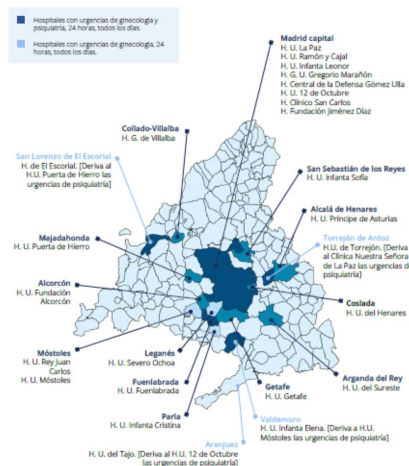 Hospitales con urgencias de ginecología y
psiquiatría, 24 horas, todos los días.
Hospitales con urgencias de ginecología, 24
horas, todos los días.
Madrid capital
H. U. La Paz
H. U. Ramón y Cajal
H. U. Infanta Leonor
H. G. U. Gregorio Marañón
H. Central de la Defensa Gómez Ulla
H. U. 12 de Octubre
H. Clínico San Carlos
H. Fundación Jiménez Díaz
Collado-Villalba
H. G. de Villalba
San Lorenzo de El Escorial
H. de El Escorial. [Deriva al
H.U. Puerta de Hierro las
urgencias de psiquiatría]
San Sebastián de los Reyes
H. U. Infanta Sofía
Alcalá de Henares
H. U. Príncipe de Asturias
Majadahonda
H. U. Puerta de Hierro
Torrejón de Ardoz
H.U. de Torrejón. [Deriva
al Clínica Nuestra Señora
de La Paz las urgencias de
psiquiatría]
Alcorcón
H. U. Fundación
Alcorcón
Coslada
H. U. del Henares
Móstoles
H. U. Rey Juan
Carlos
H. U. Móstoles
Leganés
H. U. Severo Ochoa
Fuenlabrada
H. U. Fuenlabrada
Parla
H. U. Infanta Cristina
Getafe
H. U. Getafe
Arganda del Rey
H. U. del Sureste
Valdemoro
H. U. Infanta Elena. [Deriva a H.U.
Móstoles las urgencias de psiquiatría]
Aranjuez
H. U. del Tajo. [Deriva al H.U. 12 de Octubre
las urgencias de psiquiatría]